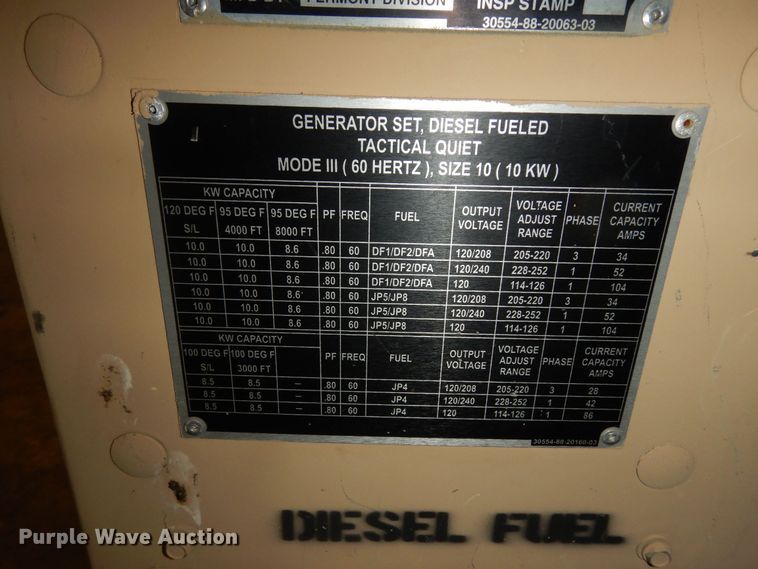 FERMONT DIVISION
INSP STAMP
30554-88-20063-03
GENERATOR SET, DIESEL FUELED
TACTICAL QUIET
MODE III ( 60 HERTZ ), SIZE 10 ( 10 KW )
KW CAPACITY
120 DEG F S/L 95 DEG F 4000 FT 95 DEG F 8000 FT PF FREQ FUEL OUTPUT VOLTAGE VOLTAGE ADJUST RANGE PHASE CURRENT CAPACITY AMPS
10.0 10.0 8.6 .80 60 DF1/DF2/DFA 120/208 205-220 3 34
10.0 10.0 8.6 .80 60 DF1/DF2/DFA 120/240 228-252 1 52
10.0 10.0 8.6 .80 60 DF1/DF2/DFA 120 114-126 1 104
10.0 10.0 8.6 .80 60 JP5/JP8 120/208 205-220 3 34
10.0 10.0 8.6 .80 60 JP5/JP8 120/240 228-252 1 52
10.0 10.0 8.6 .80 60 JP5/JP8 120 114-126 1 104
KW CAPACITY
100 DEG F S/L 100 DEG F 3000 FT PF FREQ FUEL OUTPUT VOLTAGE VOLTAGE ADJUST RANGE PHASE CURRENT CAPACITY AMPS
8.5 8.5 – .80 60 JP4 120/208 205-220 3 28
8.5 8.5 – .80 60 JP4 120/240 228-252 1 42
8.5 8.5 – .80 60 JP4 120 114-126 1 86
30554-88-20160-03
DIESEL FUEL
Purple Wave Auction